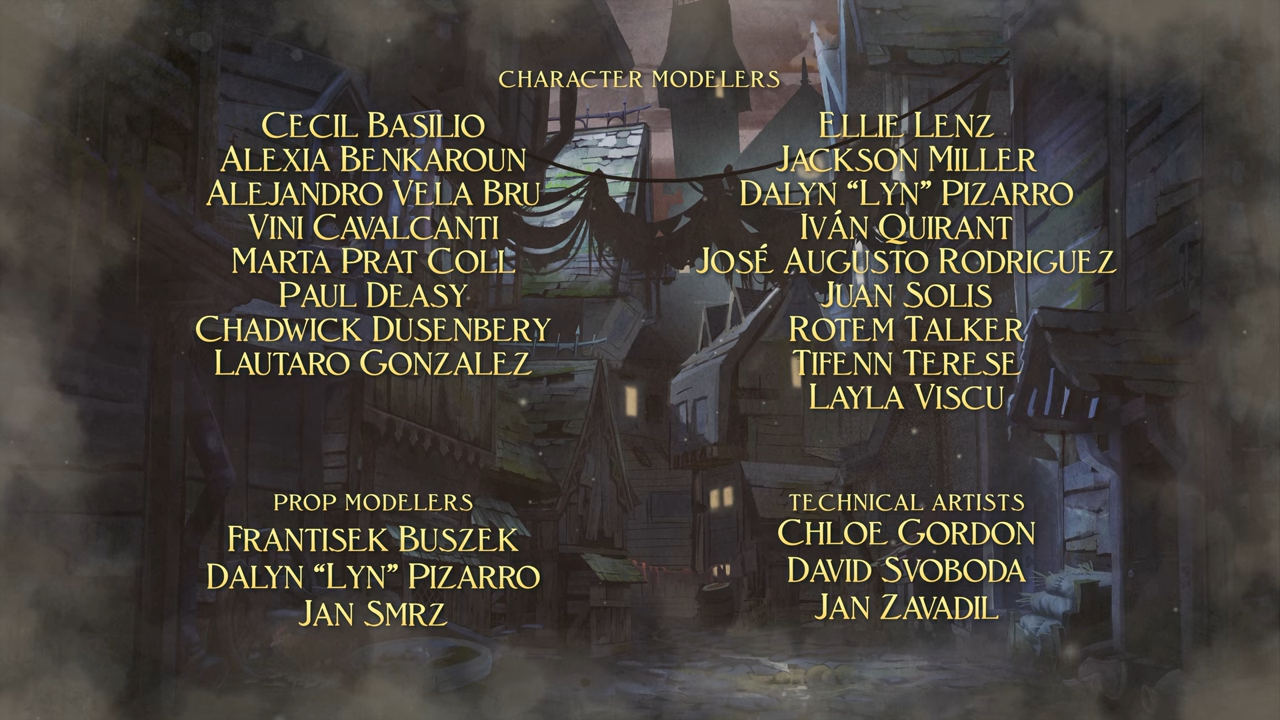 CHARACTER MODELERS
CECIL BASILIO
ALEXIA BENKAROUN
ALEJANDRO VELA BRU
VINI CAVALCANTI
MARTA PRAT COLL
PAUL DEASY
CHADWICK DUSENBERY
LAUTARO GONZALEZ
ELLIE LENZ
JACKSON MILLER
DALYN “LYN” PIZARRO
IVÁN QUIRANT
JOSÉ AUGUSTO RODRIGUEZ
JUAN SOLIS
ROTEM TALKER
TIFENN TERESE
LAYLA VISCU
PROP MODELERS
FRANTISEK BUSZEK
DALYN “LYN” PIZARRO
JAN SMRZ
TECHNICAL ARTISTS
CHLOE GORDON
DAVID SVOBODA
JAN ZAVADIL